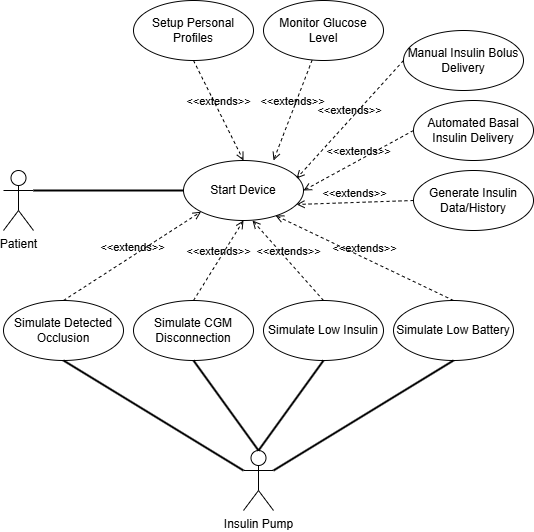 Setup Personal
Profiles
Monitor Glucose
Level
Manual Insulin Bolus
Delivery
<<extends>>
<<extends>>
<<extends>>
Automated Basal
Insulin Delivery
<<extends>>
Start Device
Generate Insulin
Data/History
<<extends>>
Patient
<<extends>>
<<extends>>
<<extends>>
<<extends>>
Simulate Detected
Occlusion
Simulate CGM
Disconnection
Simulate Low Insulin
Simulate Low Battery
Insulin Pump